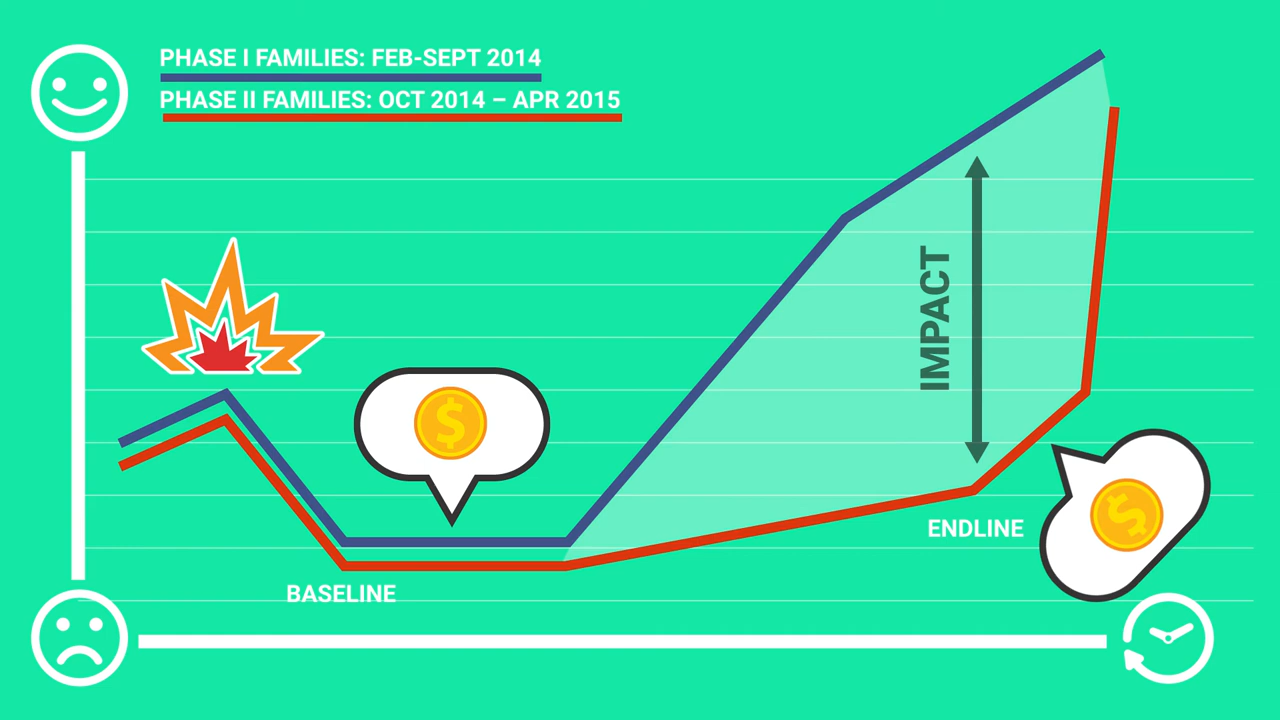 PHASE I FAMILIES: FEB-SEPT 2014
PHASE II FAMILIES: OCT 2014 – APR 2015
$
IMPACT
$
ENDLINE
BASELINE